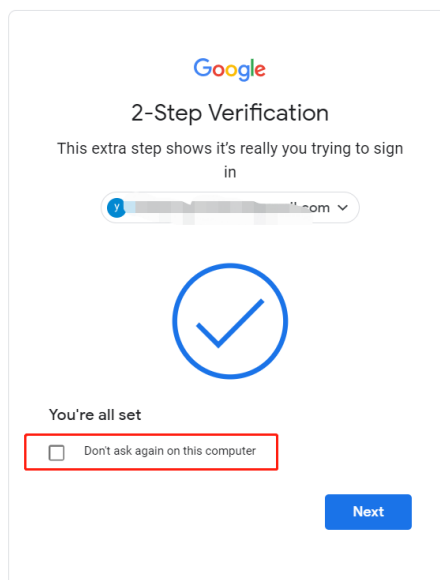 Google
2-Step Verification
This extra step shows it's really you trying to sign
in
y .com
You're all set
Don't ask again on this computer
Next